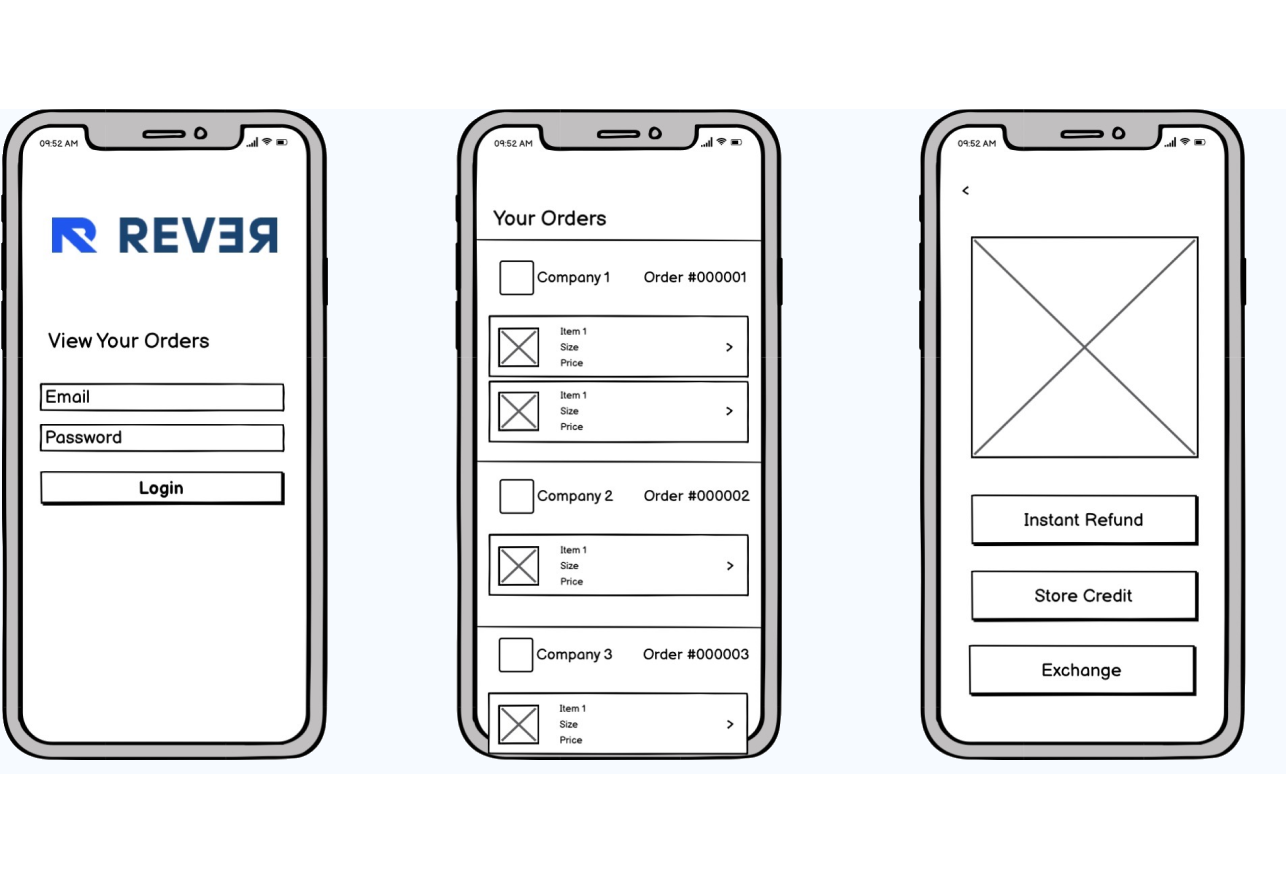 09:52 AM
REVEЯ
View Your Orders
Email
Password
Login
09:52 AM
Your Orders
Company 1 Order #000001
Item 1
Size
Price
>
Item 1
Size
Price
>
Company 2 Order #000002
Item 1
Size
Price
>
Company 3 Order #000003
Item 1
Size
Price
>
09:52 AM
<
Instant Refund
Store Credit
Exchange